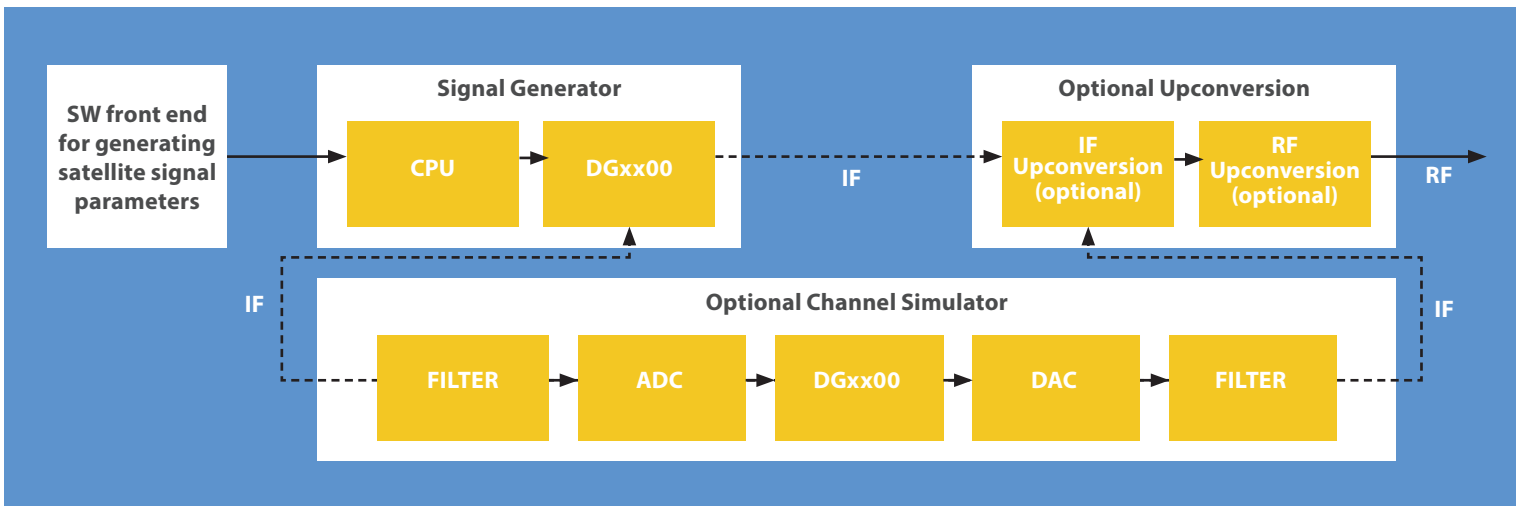 SW front end
for generating
satellite signal
parameters
Signal Generator
CPU
DGxx00
IF
Optional Upconversion
IF
Upconversion
(optional)
RF
Upconversion
(optional)
RF
IF
Optional Channel Simulator
FILTER
ADC
DGxx00
DAC
FILTER
IF